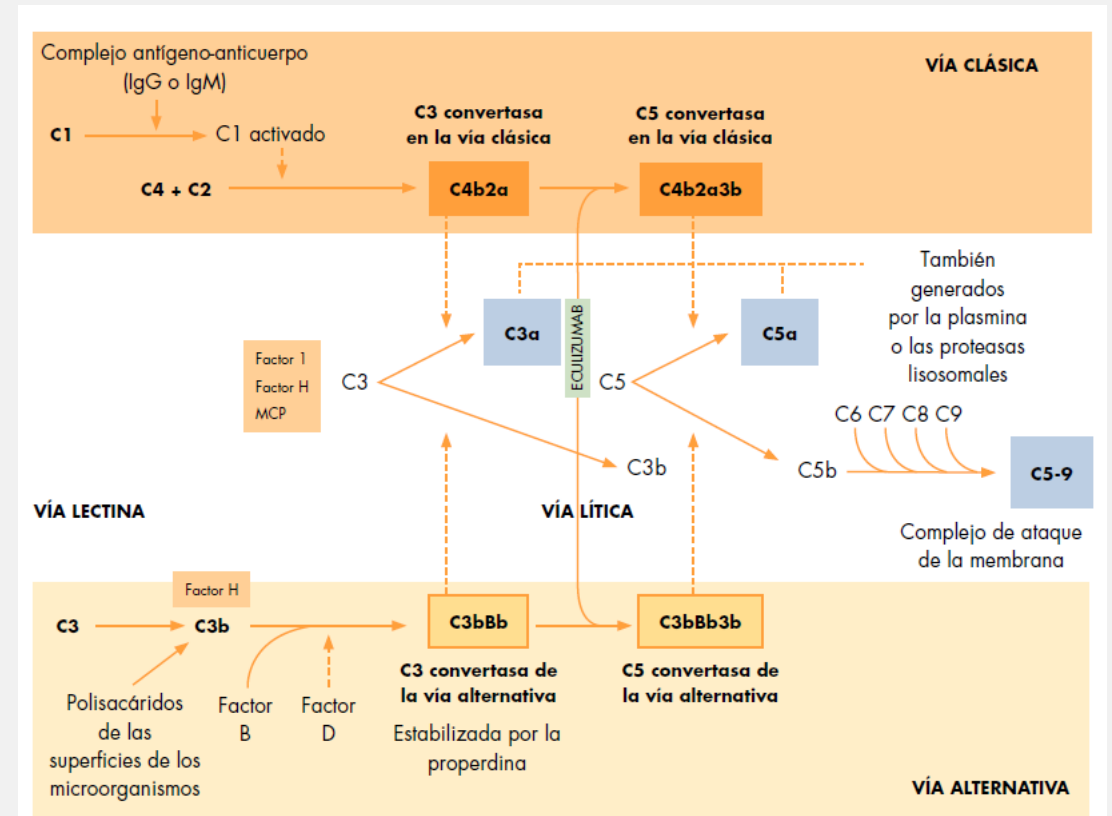 Complejo antígeno-anticuerpo
(IgG o IgM)
VÍA CLÁSICA
C1
C1 activado
C3 convertasa
en la vía clásica
C5 convertasa
en la vía clásica
C4 + C2
C4b2a
C4b2a3b
También
generados
por la plasmina
o las proteasas
lisosomales
C3a
ECULIZUMAB
C5a
Factor 1
Factor H
MCP
C3
C5
C6 C7 C8 C9
C3b
C5b
C5-9
VÍA LECTINA
VÍA LÍTICA
Complejo de ataque
de la membrana
Factor H
C3
C3b
C3bBb
C3bBb3b
C3 convertasa de
la vía alternativa
C5 convertasa de
la vía alternativa
Polisacáridos
de las
superficies de los
microorganismos
Factor
B
Factor
D
Estabilizada por la
properdina
VÍA ALTERNATIVA